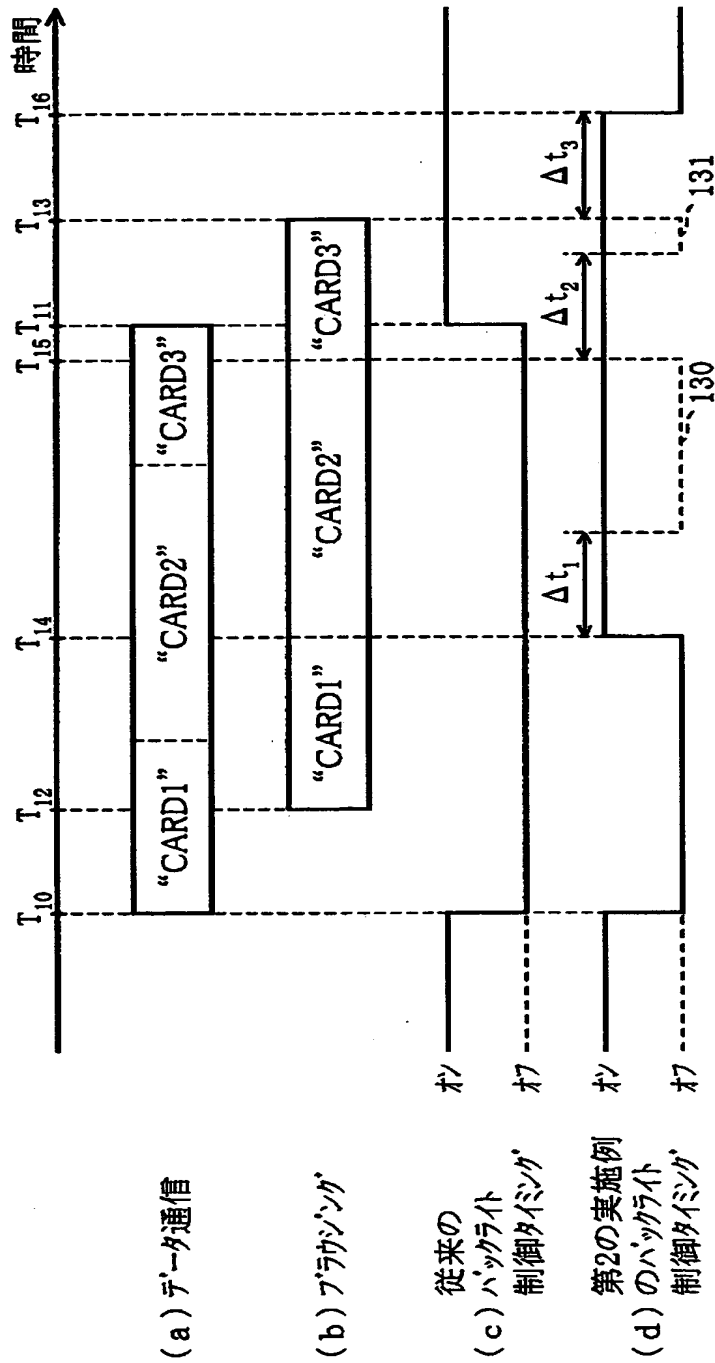 T10 T12 T14 T15 T11 T13 T16 時間
(a) データ通信
“CARD1” “CARD2” “CARD3”
(b) ブラウジング
“CARD1” “CARD2” “CARD3”
従来の
(c) バックライト
制御タイミング
オン
オフ
第2の実施例
(d) のバックライト
制御タイミング
オン
オフ
Δt1 Δt2 Δt3
130 131